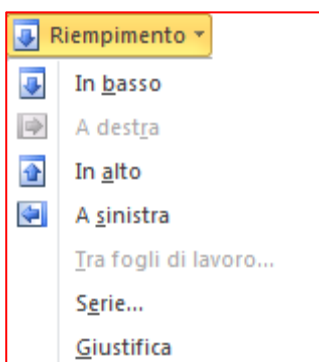 Riempimento
In basso
A destra
In alto
A sinistra
Tra fogli di lavoro...
Serie...
Giustifica